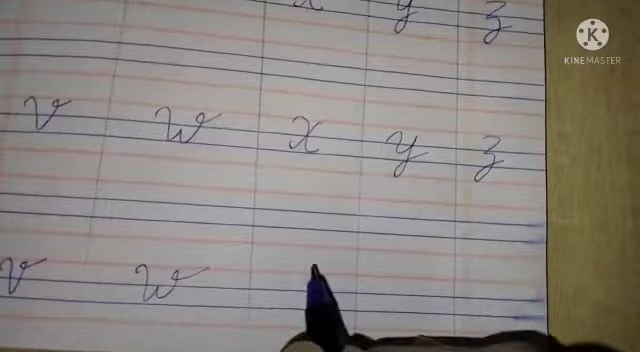 x y z
K
KINEMASTER
v w x y z
v w